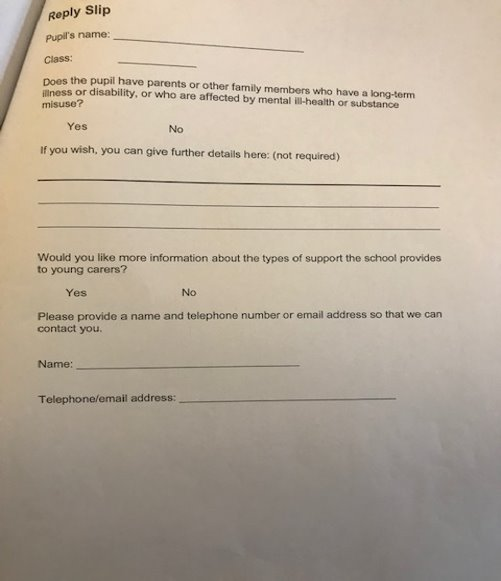 Reply Slip
Pupil's name:
Class:
Does the pupil have parents or other family members who have a long-term
illness or disability, or who are affected by mental ill-health or substance
misuse?
Yes No
If you wish, you can give further details here: (not required)
Would you like more information about the types of support the school provides
to young carers?
Yes No
Please provide a name and telephone number or email address so that we can
contact you.
Name:
Telephone/email address: